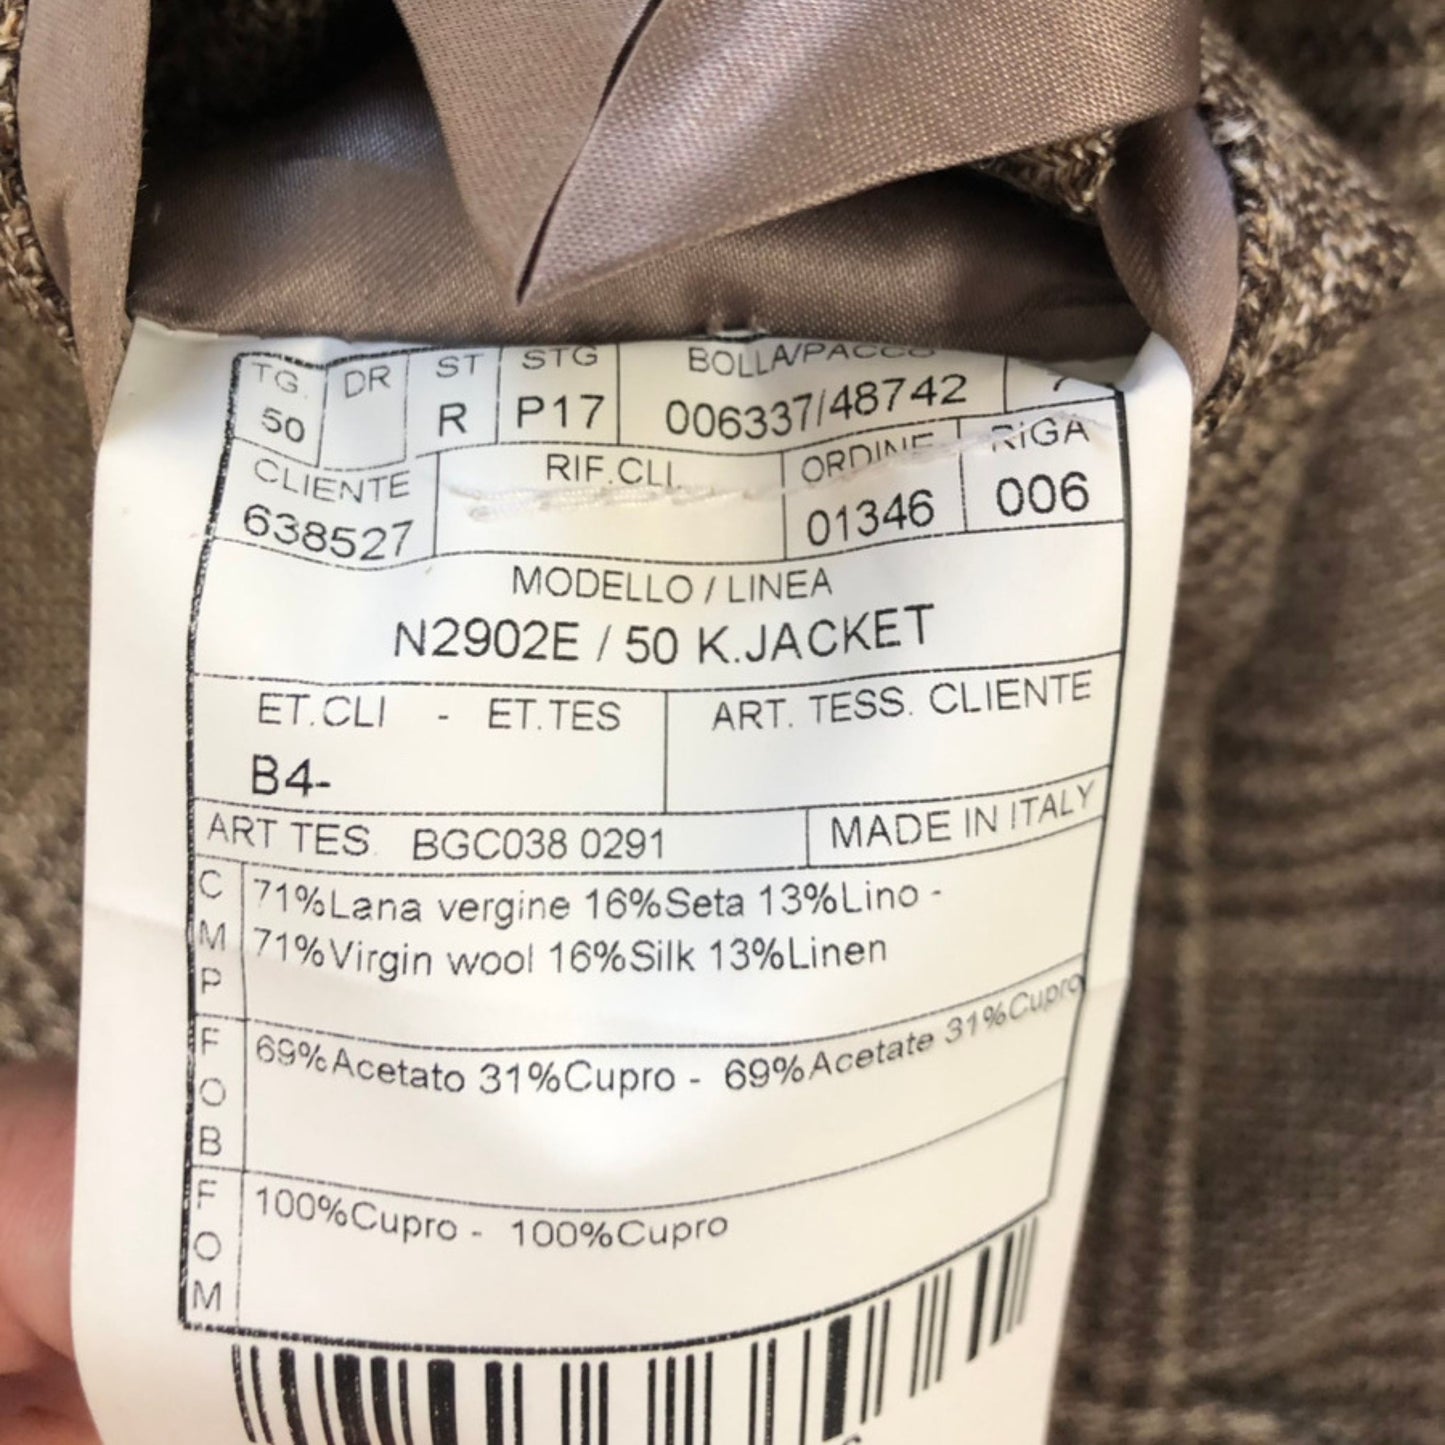 TG. DR ST STG BOLLA/PACCO
50 R P17 006337/48742
CLIENTE RIF.CLI. ORDINE RIGA
638527 01346 006
MODELLO / LINEA
N2902E / 50 K.JACKET
ET.CLI - ET.TES ART. TESS. CLIENTE
B4-
ART TES. BGC038 0291 MADE IN ITALY
CMP 71%Lana vergine 16%Seta 13%Lino -
71%Virgin wool 16%Silk 13%Linen
FOB 69%Acetato 31%Cupro - 69%Acetate 31%Cupro
FOM 100%Cupro - 100%Cupro